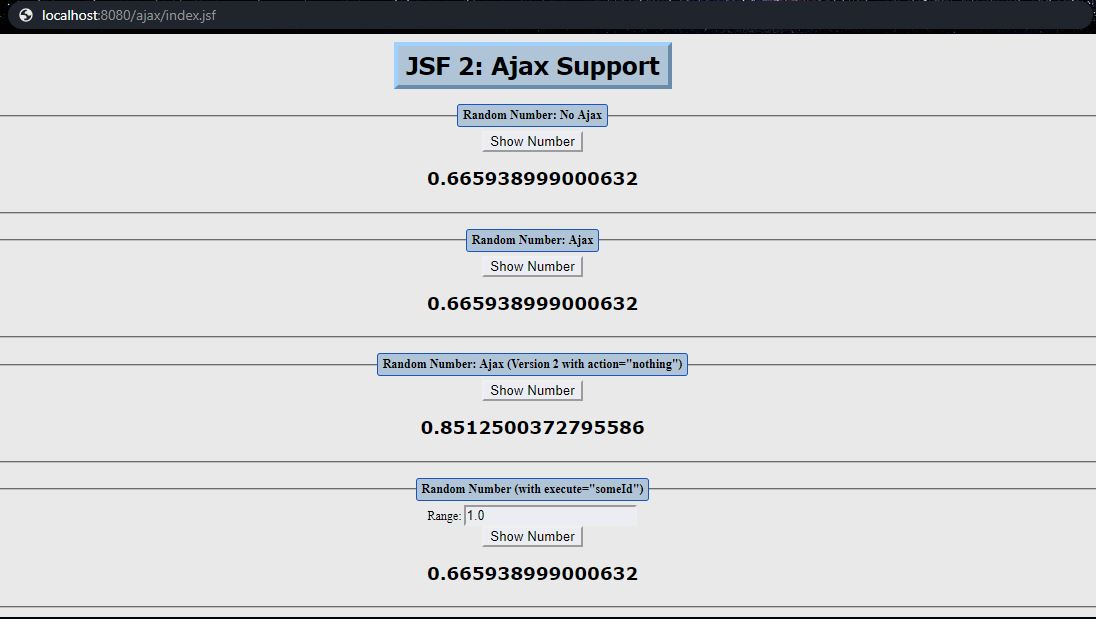 localhost:8080/ajax/index.jsf
JSF 2: Ajax Support
Random Number: No Ajax
Show Number
0.665938999000632
Random Number: Ajax
Show Number
0.665938999000632
Random Number: Ajax (Version 2 with action="nothing")
Show Number
0.8512500372795586
Random Number (with execute="someId")
Range: 1.0
Show Number
0.665938999000632